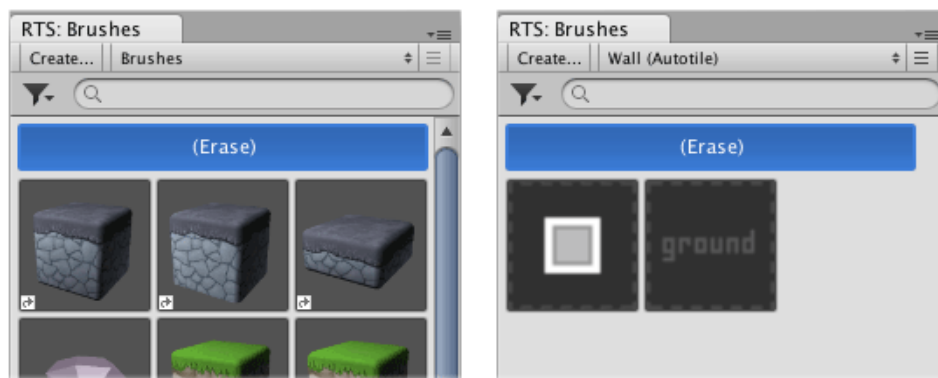 RTS: Brushes
Create... Brushes
(Erase)
RTS: Brushes
Create... Wall (Autotile)
(Erase)
ground